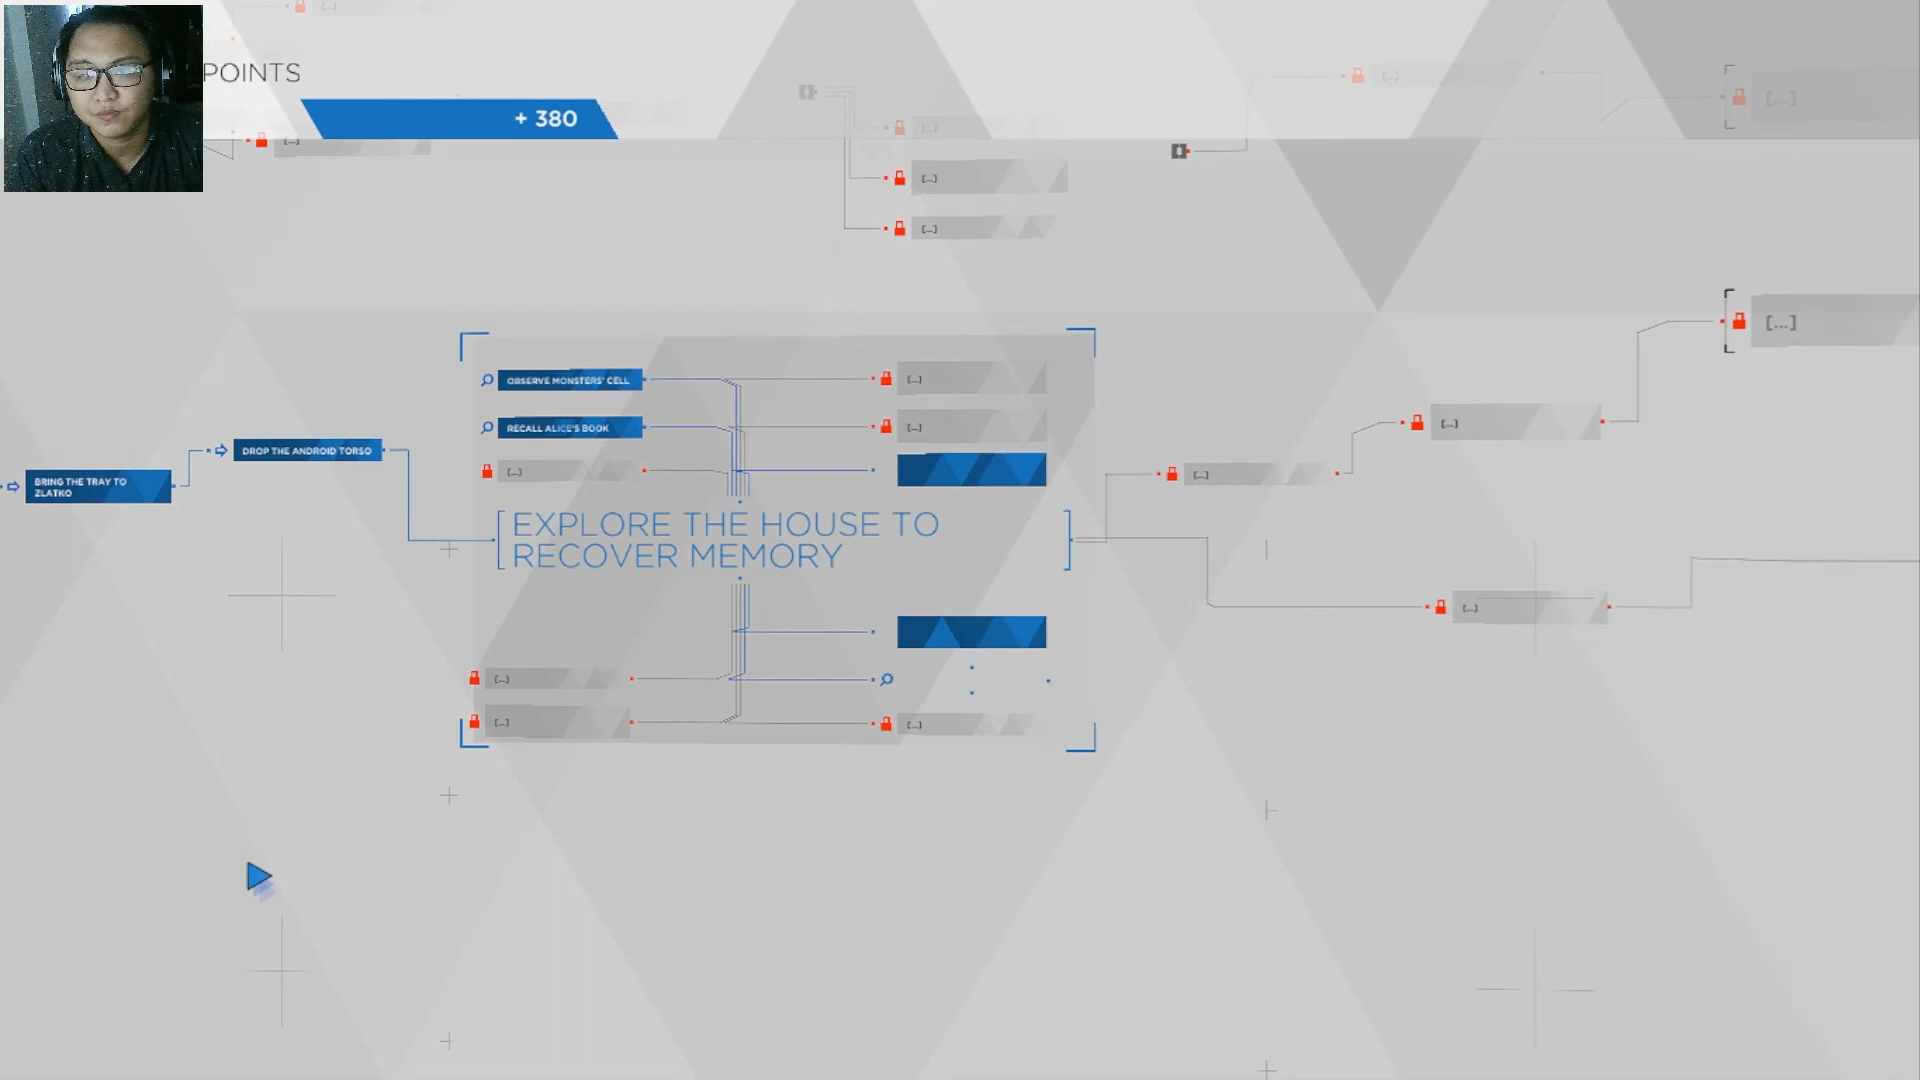 [...]
POINTS
+ 380
[...]
[...]
[...]
[...]
[...]
[...]
[...]
OBSERVE MONSTERS' CELL
[...]
RECALL ALICE'S BOOK
[...]
[...]
[...]
DROP THE ANDROID TORSO
[...]
[...]
BRING THE TRAY TO
ZLATKO
EXPLORE THE HOUSE TO
RECOVER MEMORY
[...]
[...]
[...]
[...]